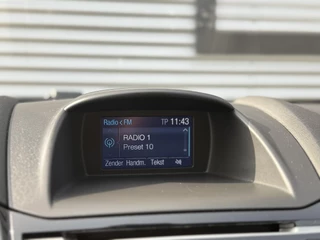 Radio < FM TP 11:43
RADIO 1
Preset 10
Zender Handm. Tekst